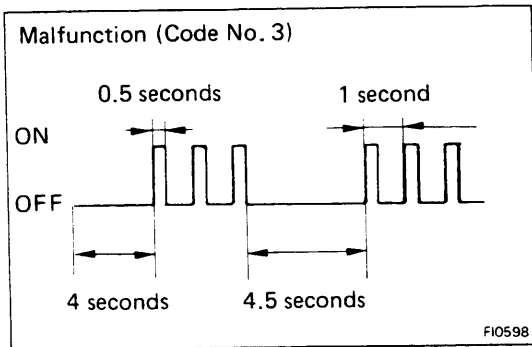 Malfunction (Code No. 3)
0.5 seconds
1 second
ON
OFF
4 seconds
4.5 seconds
FI0598